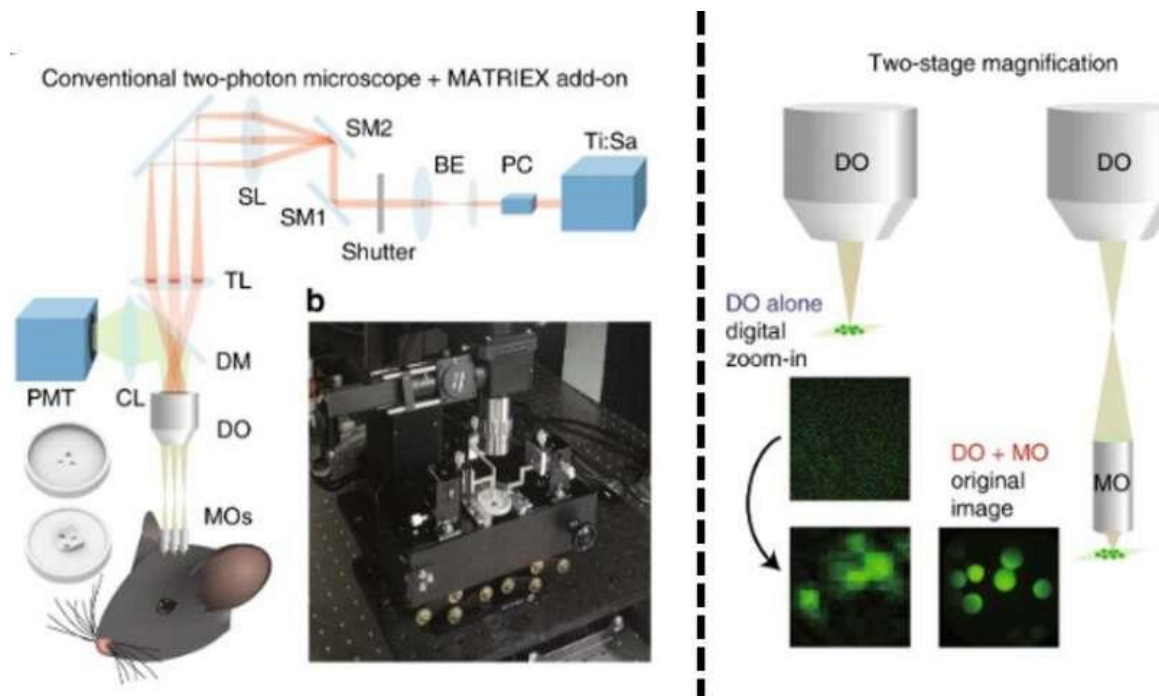 Conventional two-photon microscope + MATRIEX add-on
SM2
Ti:Sa
BE
PC
SL
SM1
Shutter
TL
b
DM
PMT
CL
DO
MOs
Two-stage magnification
DO
DO
DO alone
digital
zoom-in
DO + MO
original
image
MO